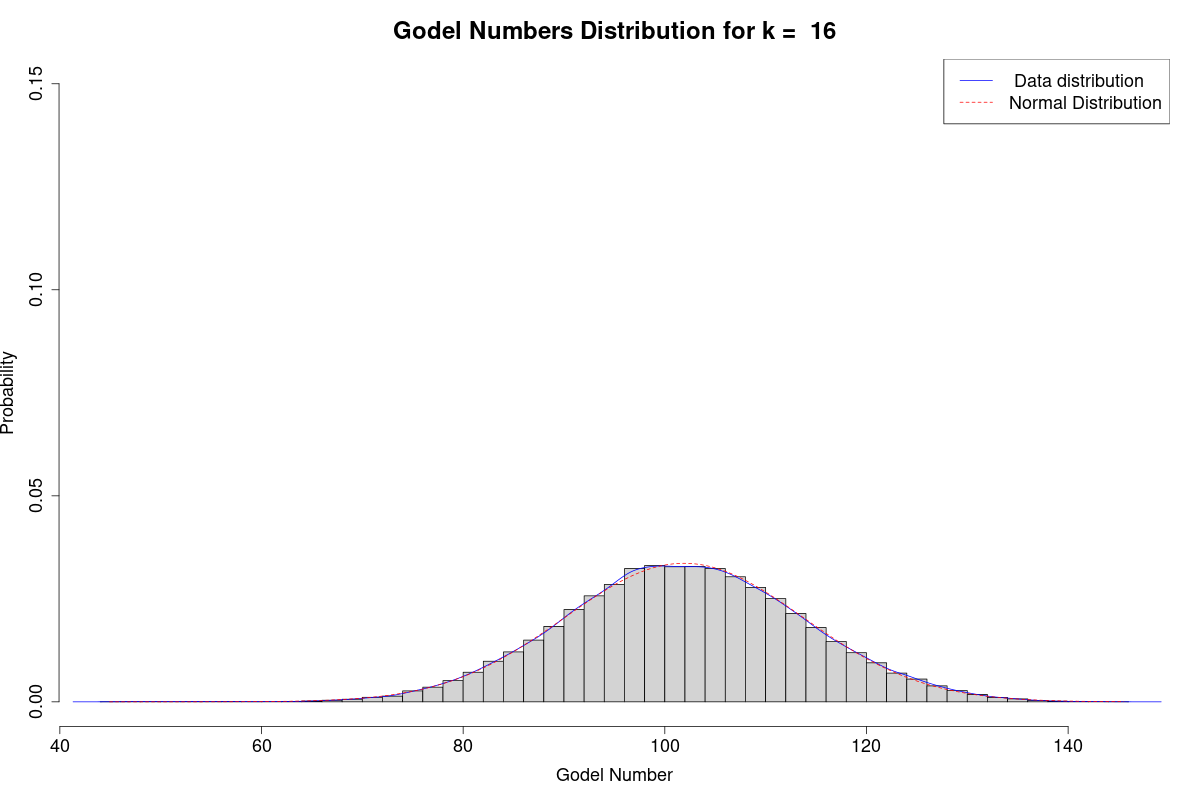 Godel Numbers Distribution for k =  16
Data distribution
Normal Distribution
0.15
0.10
0.05
0.00
Probability
40 60 80 100 120 140
Godel Number